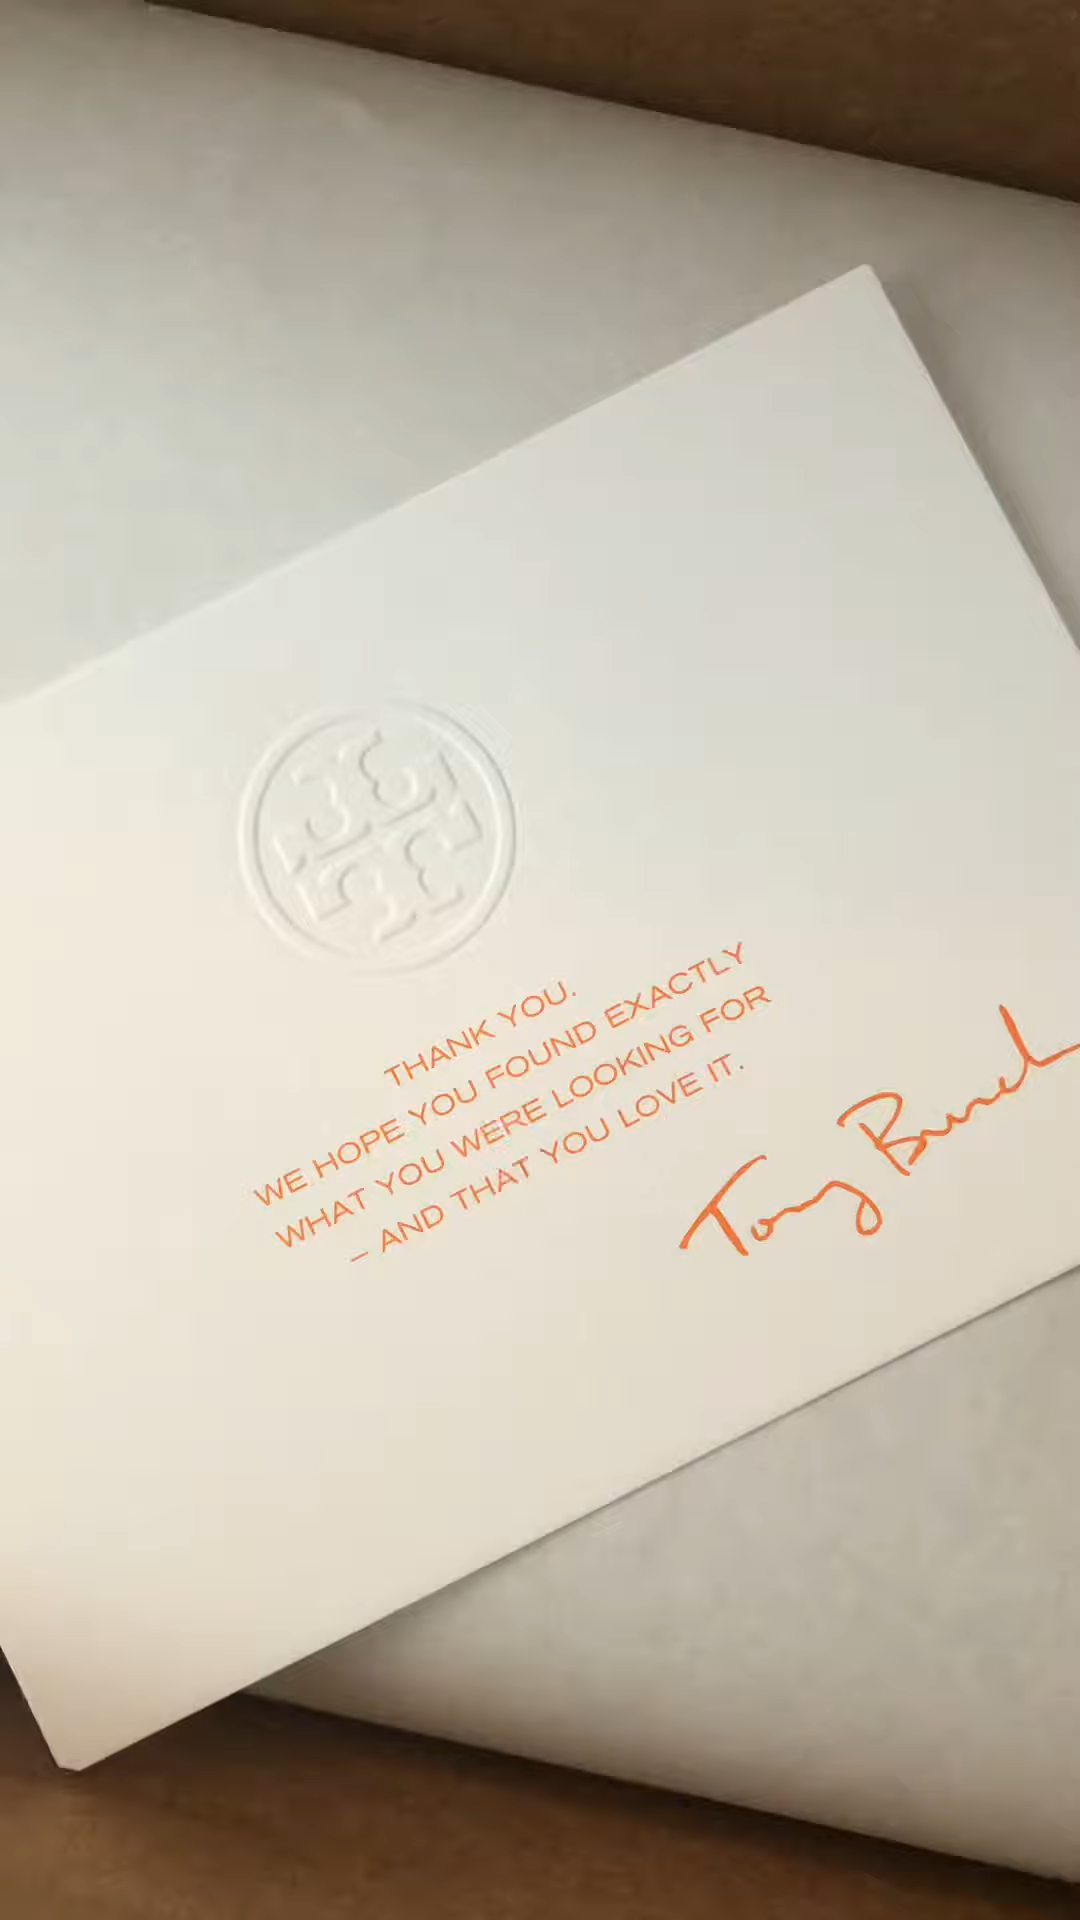 THANK YOU.
WE HOPE YOU FOUND EXACTLY
WHAT YOU WERE LOOKING FOR
– AND THAT YOU LOVE IT.
Tory Burch